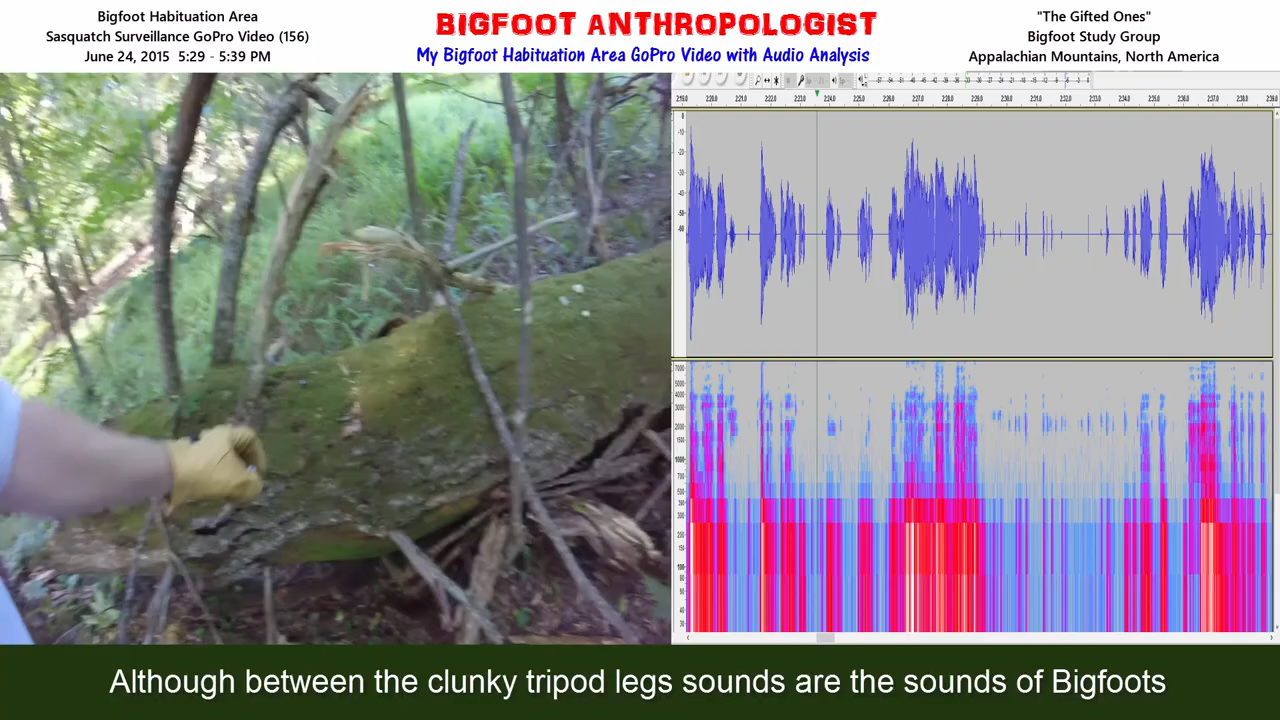 Bigfoot Habituation Area
Sasquatch Surveillance GoPro Video (156)
June 24, 2015 5:29 - 5:39 PM
BIGFOOT ANTHROPOLOGIST
My Bigfoot Habituation Area GoPro Video with Audio Analysis
"The Gifted Ones"
Bigfoot Study Group
Appalachian Mountains, North America
Although between the clunky tripod legs sounds are the sounds of Bigfoots